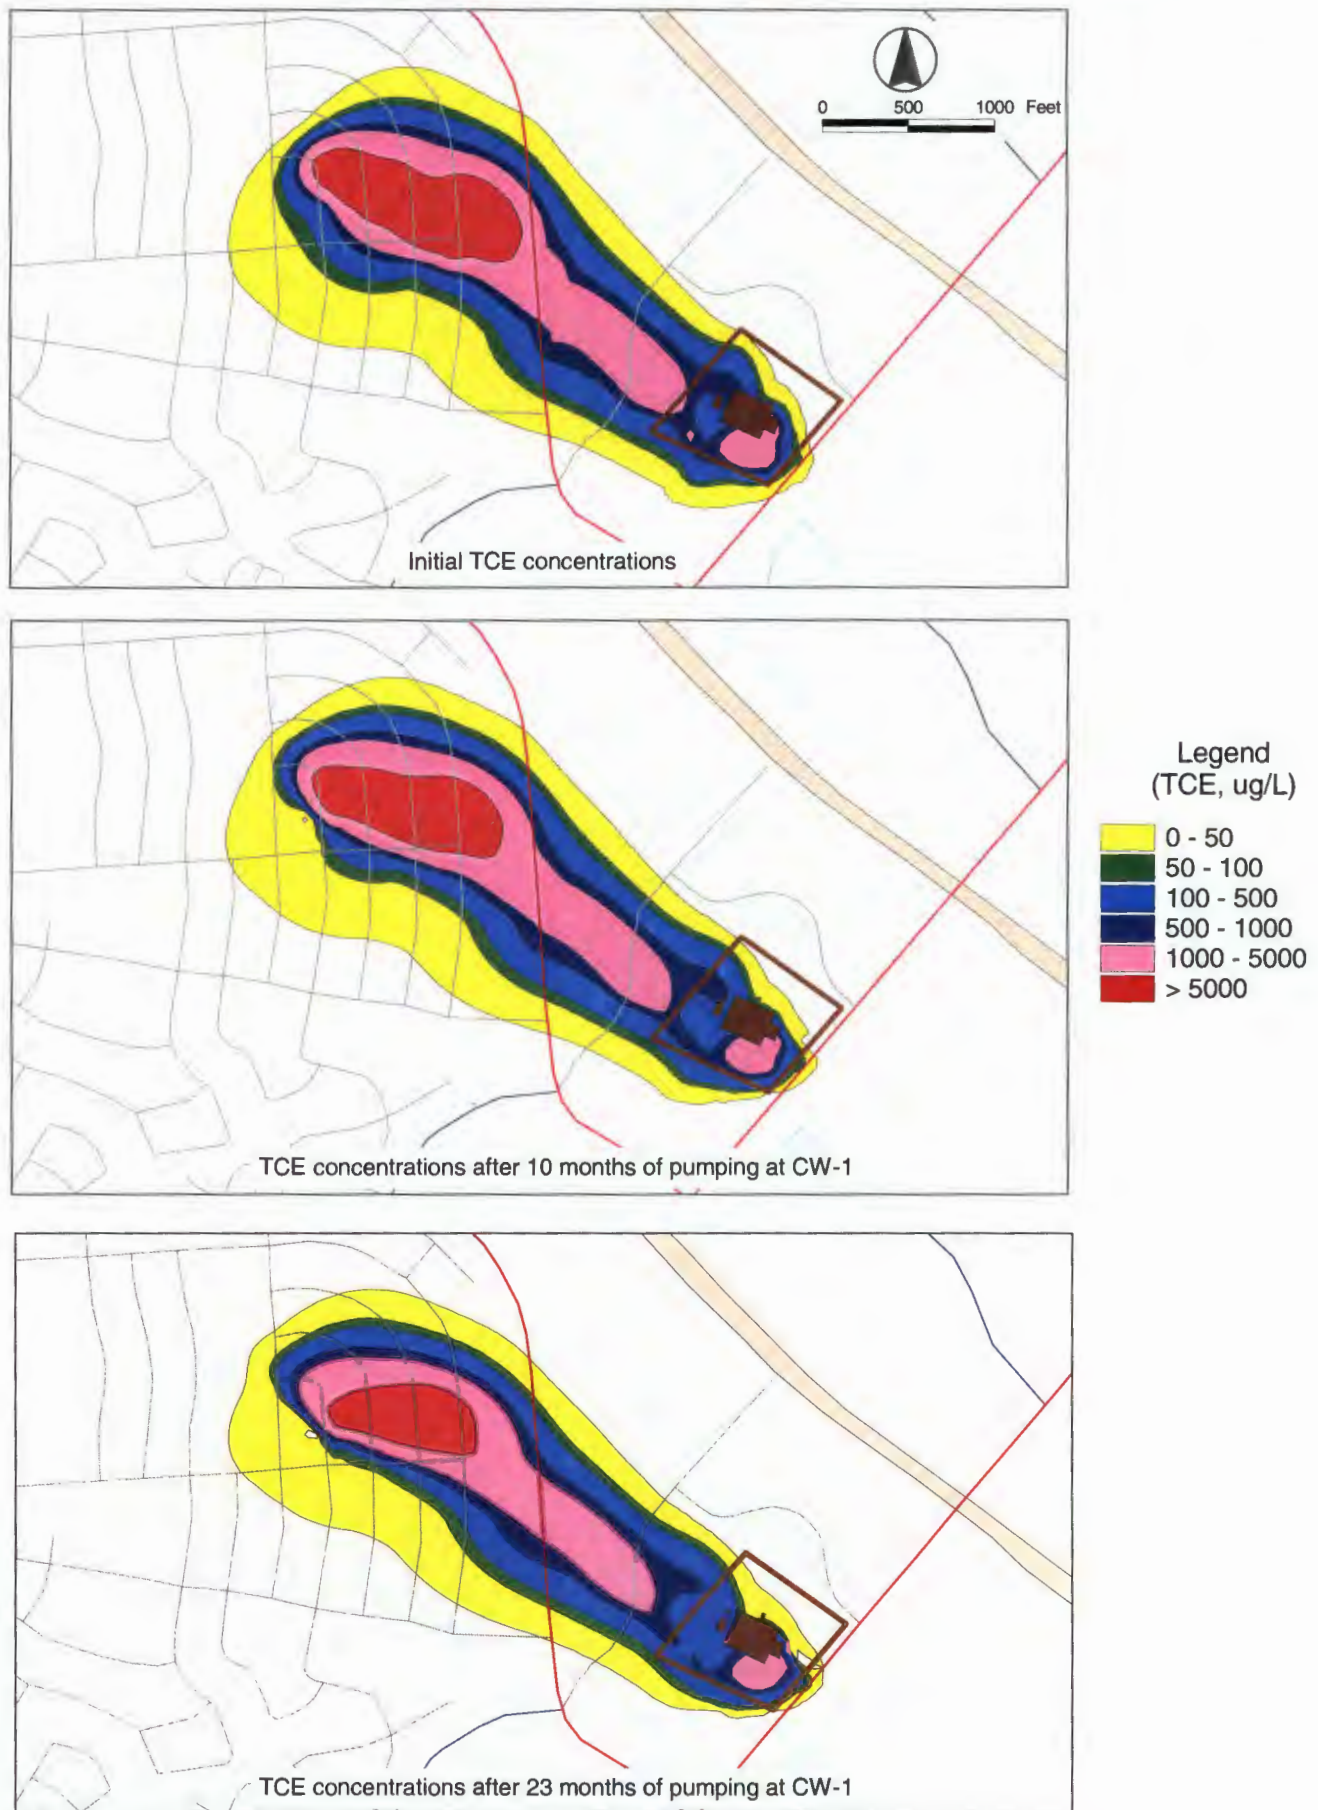 0 500 1000 Feet
Initial TCE concentrations
TCE concentrations after 10 months of pumping at CW-1
Legend
(TCE, ug/L)
0 - 50
50 - 100
100 - 500
500 - 1000
1000 - 5000
> 5000
TCE concentrations after 23 months of pumping at CW-1